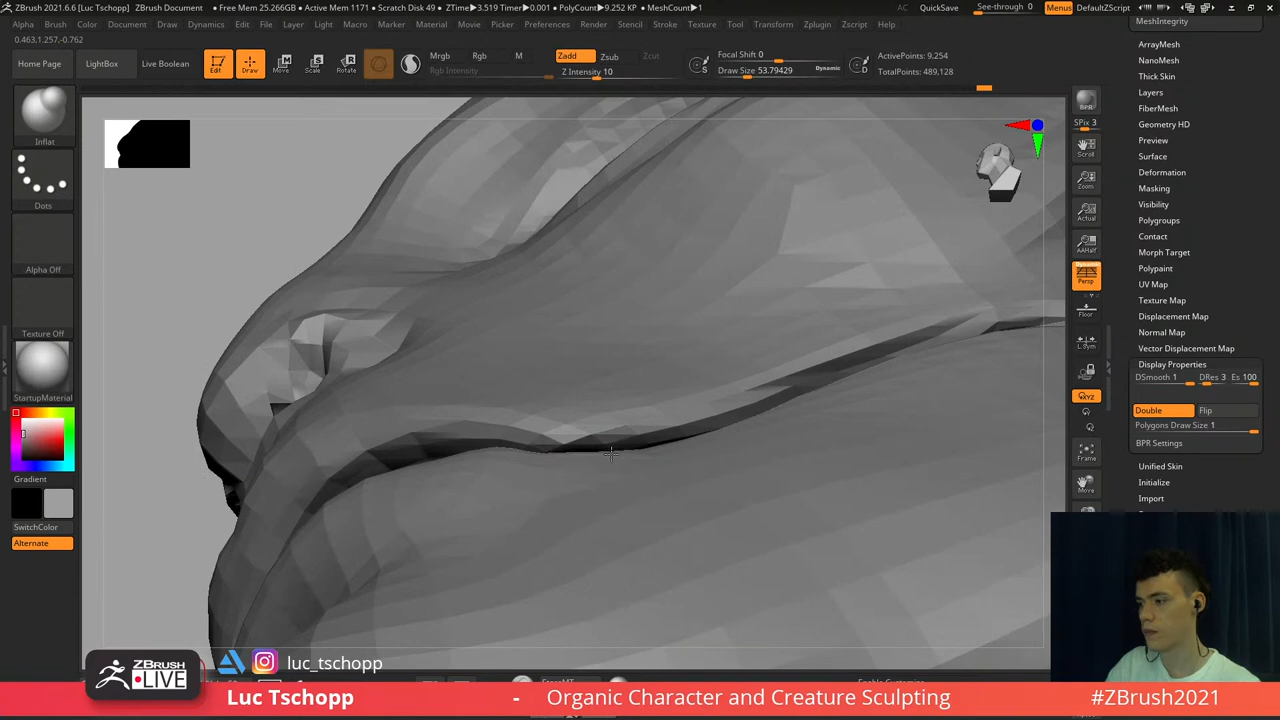 ZBrush 2021.6.6 [Luc Tschopp]   ZBrush Document   • Free Mem 25.266GB • Active Mem 1171 • Scratch Disk 49 • ZTime▶3.519 Timer▶0.001 • PolyCount▶9.252 KP • MeshCount▶1
AC QuickSave See-through 0 Menus DefaultZScript
Alpha Brush Color Document Draw Dynamics Edit File Layer Light Macro Marker Material Movie Picker Preferences Render Stencil Stroke Texture Tool Transform Zplugin Zscript Help
0.463,1.257,-0.762
Home Page LightBox Live Boolean
Edit Draw Move Scale Rotate
Mrgb Rgb M
Rgb Intensity
Zadd Zsub Zcut
Z Intensity 10
Focal Shift 0
Draw Size 53.79429 Dynamic
S
D
ActivePoints: 9,254
TotalPoints: 489,128
Inflat
Dots
Alpha Off
Texture Off
StartupMaterial
Gradient
SwitchColor
Alternate
BPR
SPix 3
Scroll
Zoom
Actual
AAHalf
Dynamic
Persp
Floor
L.Sym
XYZ
Frame
Move
MeshIntegrity
ArrayMesh
NanoMesh
Thick Skin
Layers
FiberMesh
Geometry HD
Preview
Surface
Deformation
Masking
Visibility
Polygroups
Contact
Morph Target
Polypaint
UV Map
Texture Map
Displacement Map
Normal Map
Vector Displacement Map
Display Properties
DSmooth 1 DRes 3 Es 100
Double Flip
Polygons Draw Size 1
BPR Settings
Unified Skin
Initialize
Import
ZBRUSH
LIVE
luc_tschopp
Luc Tschopp - Organic Character and Creature Sculpting #ZBrush2021